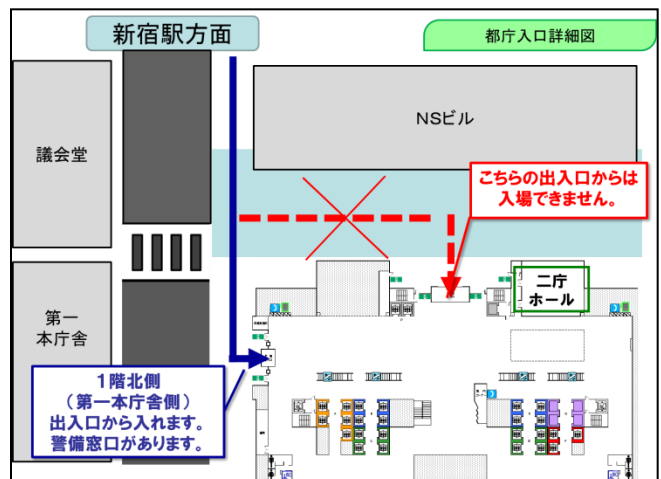 新宿駅方面
都庁入口詳細図
NSビル
議会堂
こちらの出入口からは
入場できません。
二庁
ホール
第一
本庁舎
1階北側
（第一本庁舎側）
出入口から入れます。
警備窓口があります。